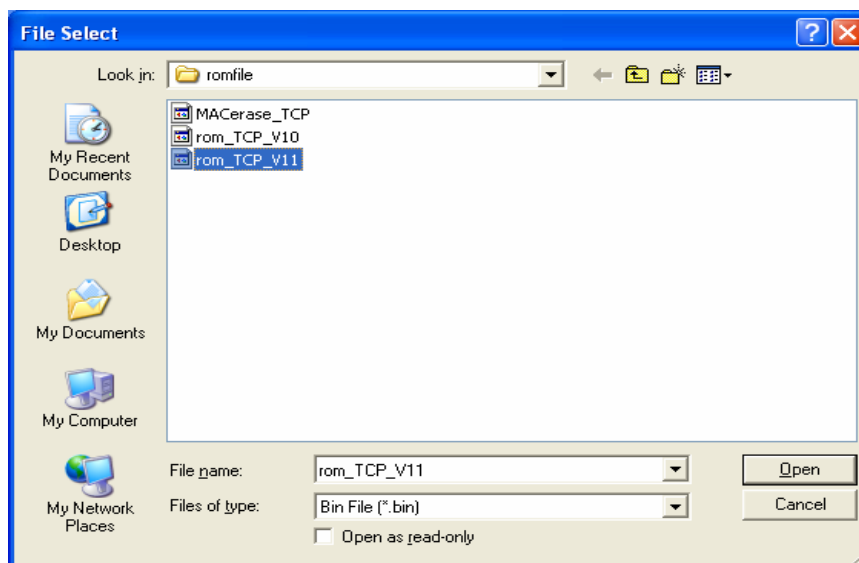 File Select
Look in: romfile
MACerase_TCP
rom_TCP_V10
rom_TCP_V11
My Recent
Documents
Desktop
My Documents
My Computer
My Network
Places
File name: rom_TCP_V11 Open
Files of type: Bin File (*.bin) Cancel
Open as read-only